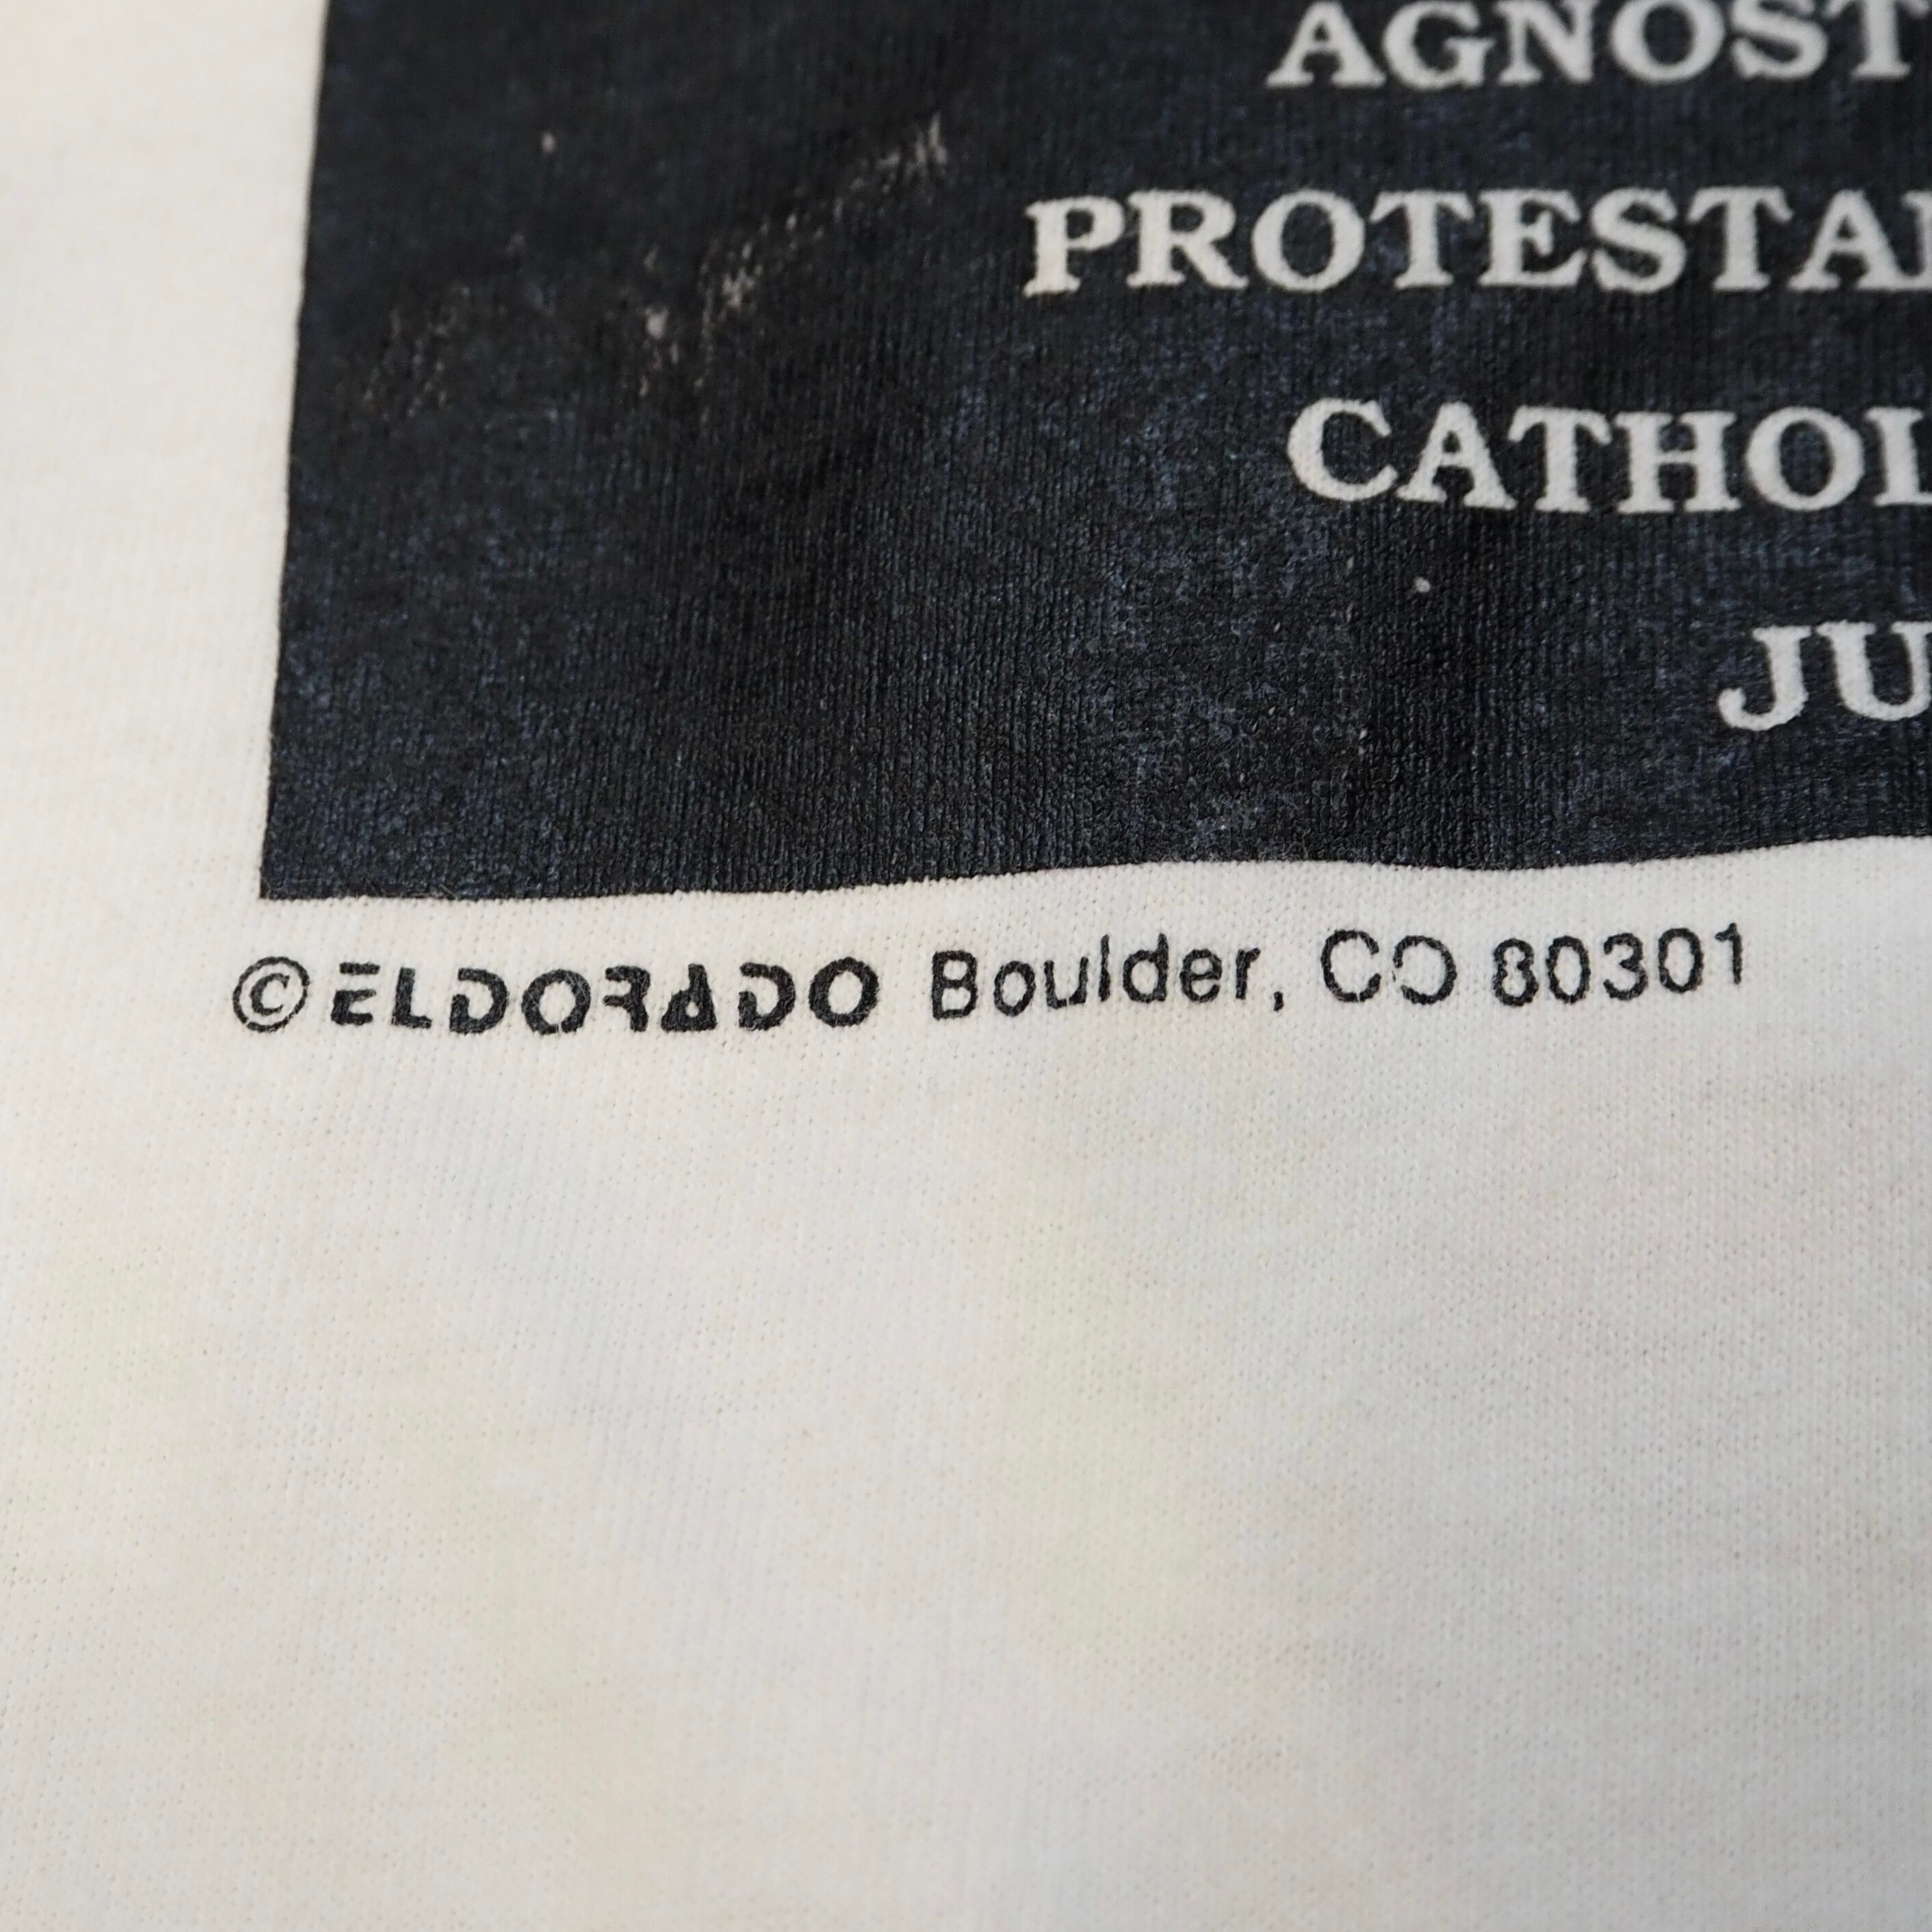 AGNOST
PROTESTA
CATHOL
JU
© ELDORADO Boulder, CO 80301